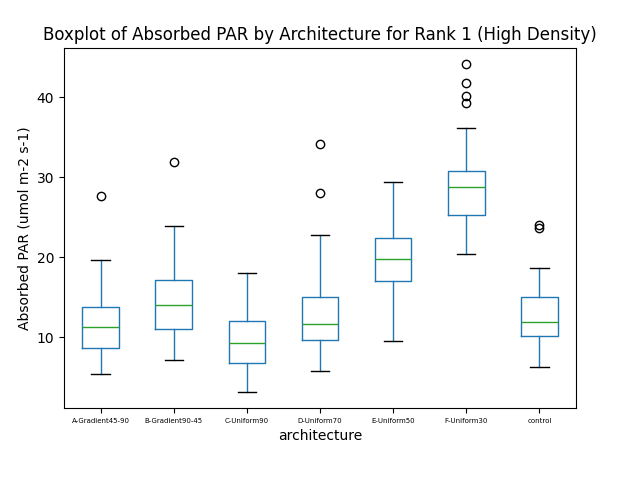 Boxplot of Absorbed PAR by Architecture for Rank 1 (High Density)
Absorbed PAR (umol m-2 s-1)
40
30
20
10
A-Gradient45-90 B-Gradient90-45 C-Uniform90 D-Uniform70 E-Uniform50 F-Uniform30 control
architecture